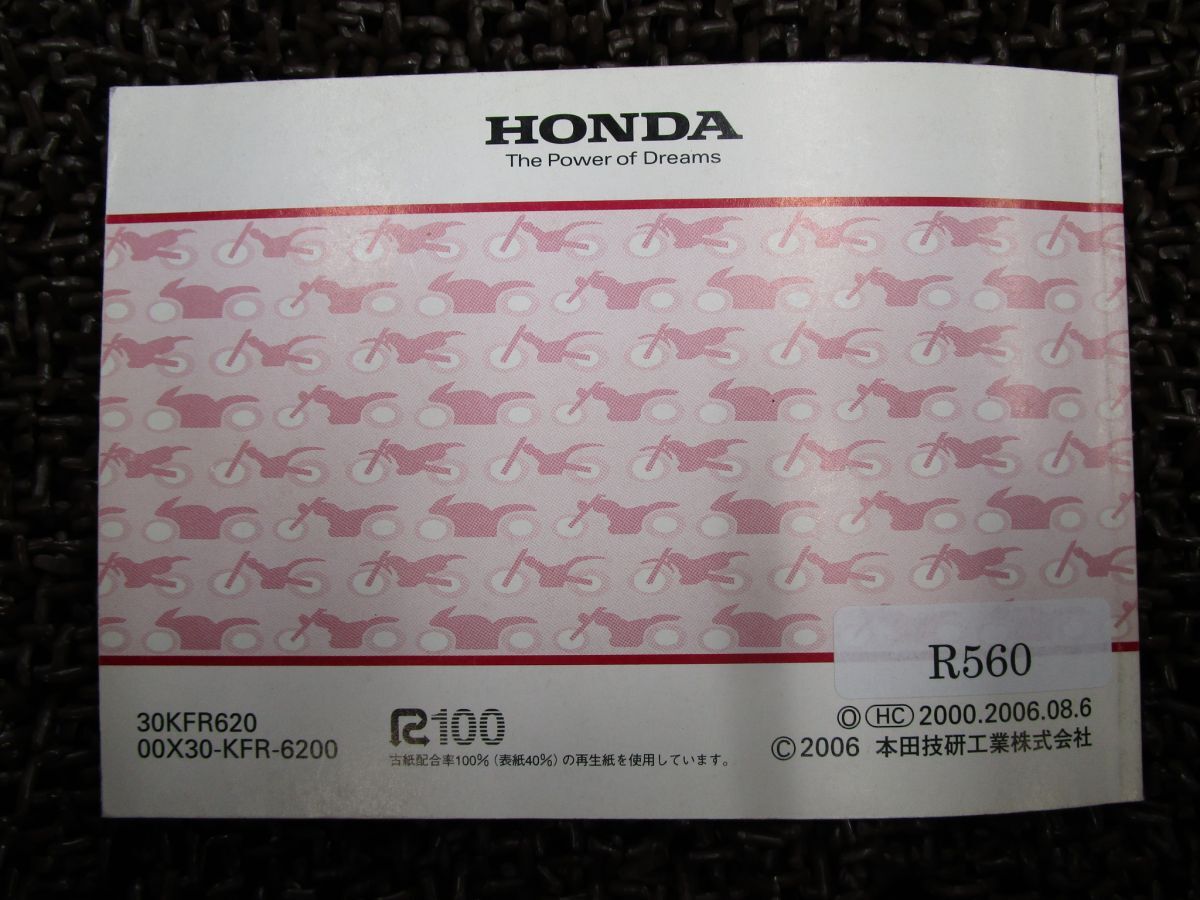 HONDA
The Power of Dreams
R560
30KFR620
00X30-KFR-6200
R100
古紙配合率100%（表紙40%）の再生紙を使用しています。
Ⓞ HC 2000.2006.08.6
©2006 本田技研工業株式会社